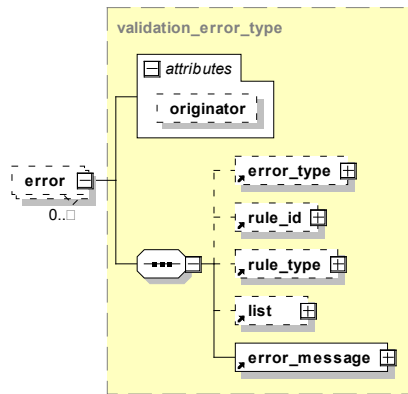 validation_error_type
attributes
originator
error
0..□
error_type
rule_id
rule_type
list
error_message